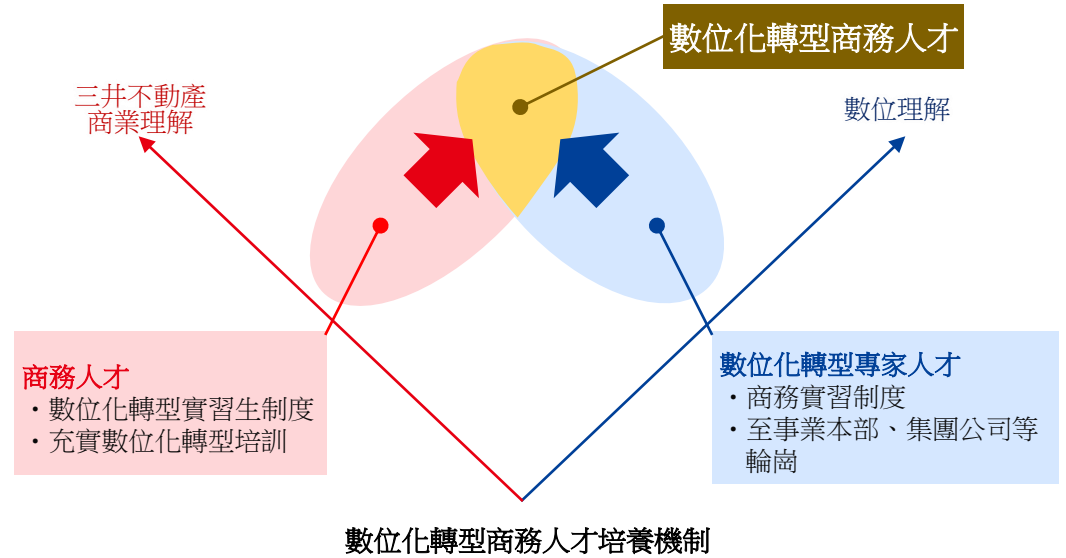 數位化轉型商務人才
三井不動產
商業理解
數位理解
商務人才
・數位化轉型實習生制度
・充實數位化轉型培訓
數位化轉型專家人才
・商務實習制度
・至事業本部、集團公司等
輪崗
數位化轉型商務人才培養機制